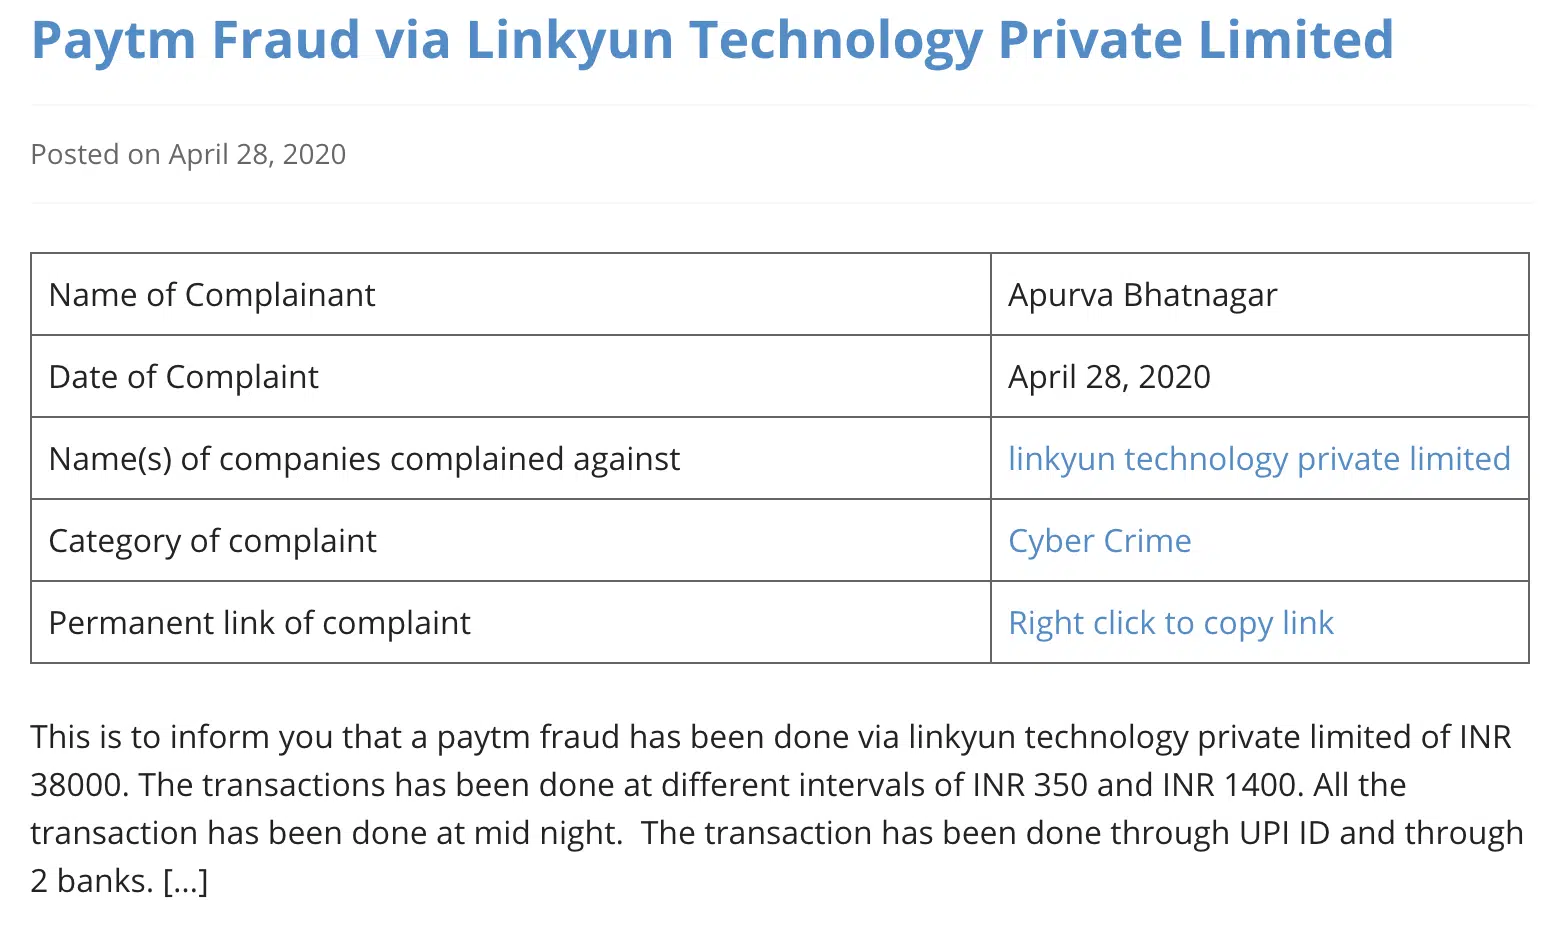 Paytm Fraud via Linkyun Technology Private Limited
Posted on April 28, 2020
Name of Complainant Apurva Bhatnagar
Date of Complaint April 28, 2020
Name(s) of companies complained against linkyun technology private limited
Category of complaint Cyber Crime
Permanent link of complaint Right click to copy link
This is to inform you that a paytm fraud has been done via linkyun technology private limited of INR
38000. The transactions has been done at different intervals of INR 350 and INR 1400. All the
transaction has been done at mid night.  The transaction has been done through UPI ID and through
2 banks. [...]